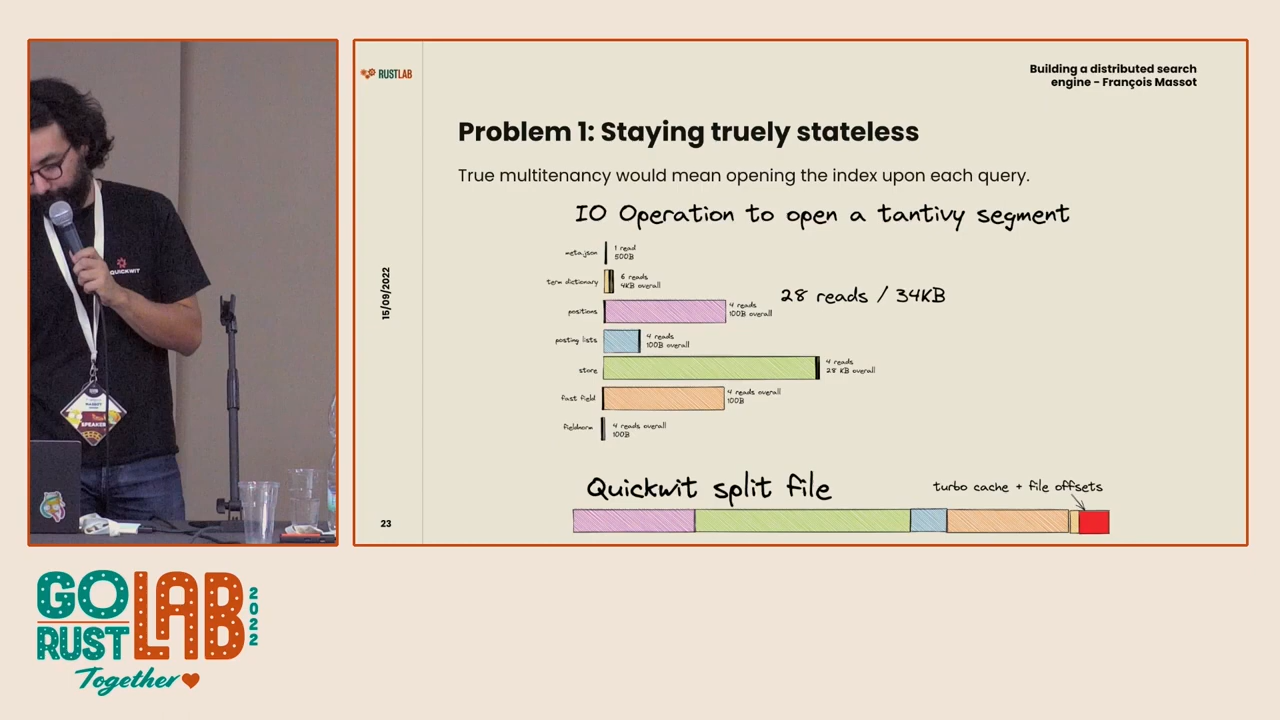 RUSTLAB
Building a distributed search
engine - François Massot
Problem 1: Staying truely stateless
True multitenancy would mean opening the index upon each query.
IO Operation to open a tantivy segment
meta.json
1 read
500B
term dictionary
6 reads
4KB overall
positions
4 reads
100B overall
28 reads / 34KB
posting lists
4 reads
100B overall
store
4 reads
28 KB overall
fast field
4 reads overall
100B
fieldnorm
4 reads overall
100B
Quickwit split file
turbo cache + file offsets
15/09/2022
23
QUICKWIT
MASSOT
SPEAKER
GO
RUST
LAB
2022
Together